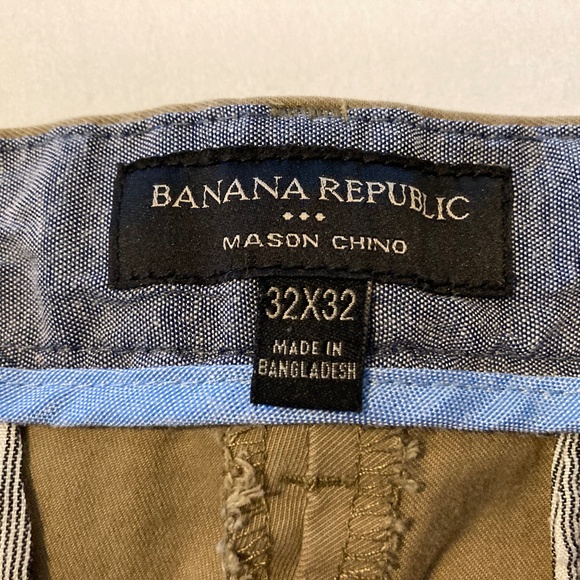 BANANA REPUBLIC
MASON CHINO
32X32
MADE IN
BANGLADESH